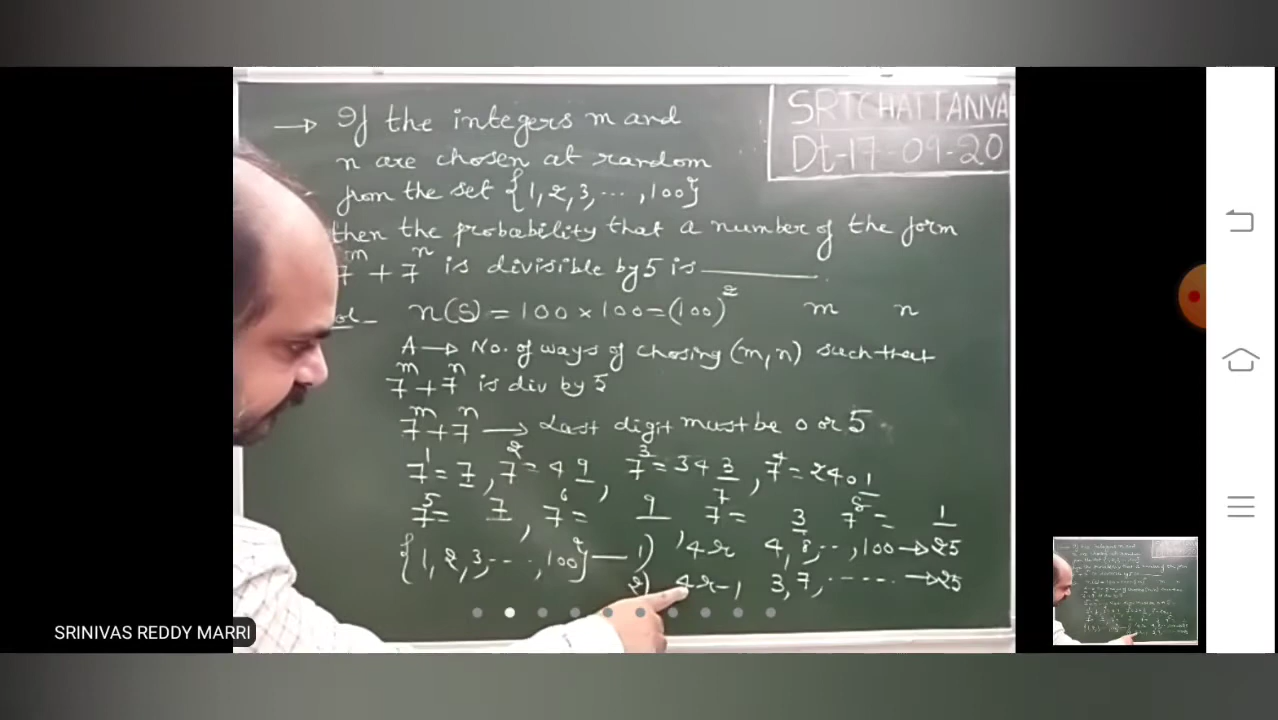 SRI CHAITANYA
Dt-17-09-20
→ If the integers m and
n are chosen at random
from the set {1, 2, 3, ..., 100}
then the probability that a number of the form
7^m + 7^n is divisible by 5 is ______.
Sol- n(S) = 100 × 100 = (100)^2 m n
A → No. of ways of chosing (m, n) such that
7^m + 7^n is div by 5
7^m + 7^n → Last digit must be 0 or 5
7^1 = 7, 7^2 = 49, 7^3 = 343, 7^4 = 2401
7^5 = 7, 7^6 = 9, 7^7 = 3 7^8 = 1
{1, 2, 3, ..., 100} — 1) 4r 4, 8, .., 100 → 25
2) 4r-1 3, 7, ...... → 25
SRINIVAS REDDY MARRI